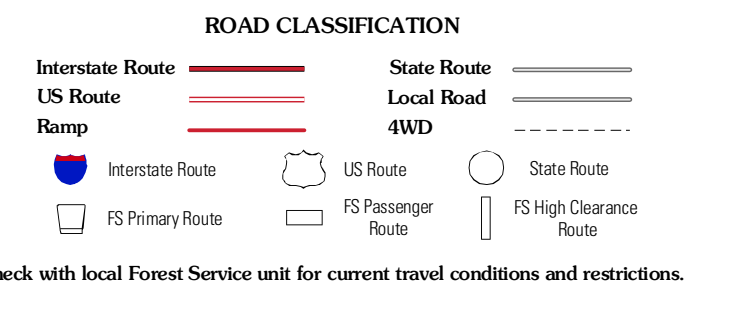 ROAD CLASSIFICATION
Interstate Route
State Route
US Route
Local Road
Ramp
4WD
Interstate Route
US Route
State Route
FS Primary Route
FS Passenger
Route
FS High Clearance
Route
with local Forest Service unit for current travel conditions and restrictions.